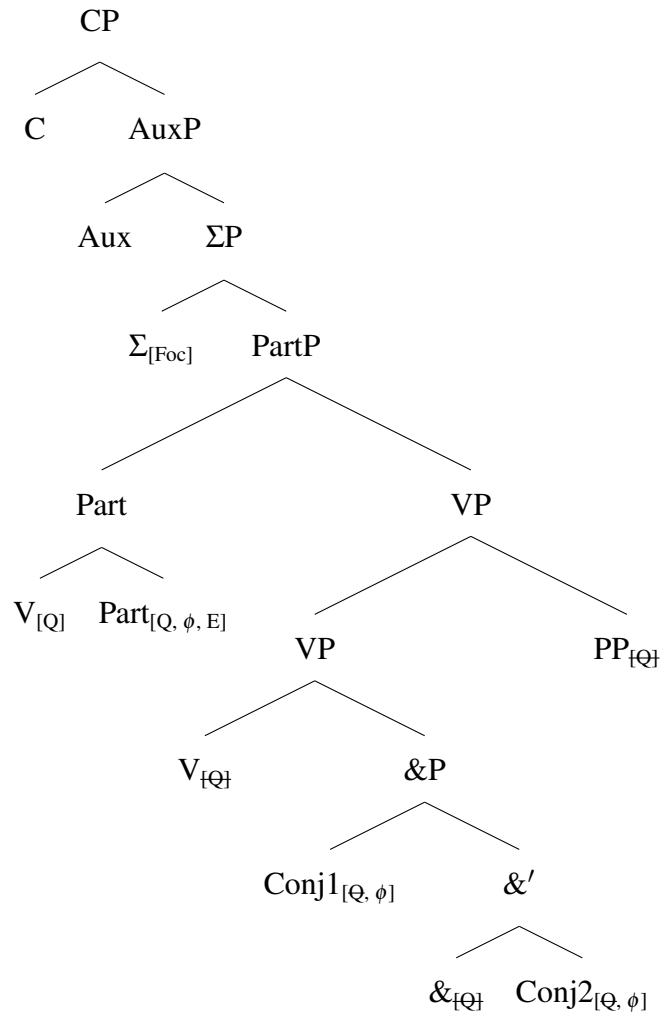 CP
C AuxP
Aux ΣP
Σ[Foc] PartP
Part VP
V[Q] Part[Q, ϕ, E]
VP PP[Q]
V[Q] &P
Conj1[Q, ϕ] &′
&[Q] Conj2[Q, ϕ]